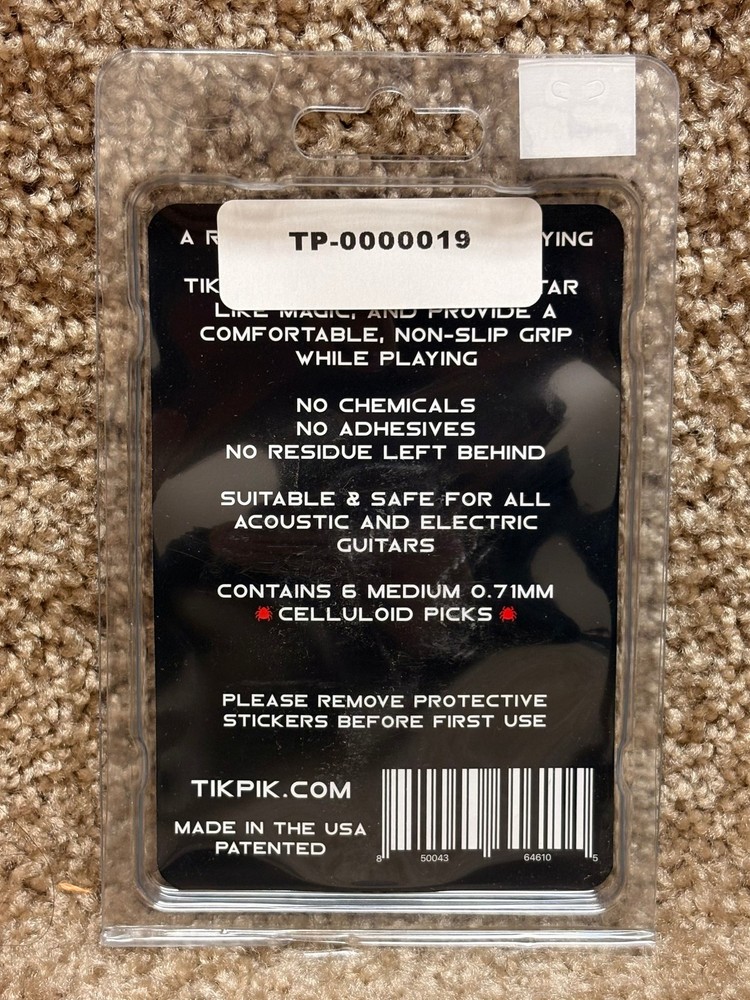 TP-0000019
A R YING
TIK TAR
LIKE MAGIC, AND PROVIDE A
COMFORTABLE, NON-SLIP GRIP
WHILE PLAYING
NO CHEMICALS
NO ADHESIVES
NO RESIDUE LEFT BEHIND
SUITABLE & SAFE FOR ALL
ACOUSTIC AND ELECTRIC
GUITARS
CONTAINS 6 MEDIUM 0.71MM
CELLULOID PICKS
PLEASE REMOVE PROTECTIVE
STICKERS BEFORE FIRST USE
TIKPIK.COM
MADE IN THE USA
PATENTED
8 50043 64610 5